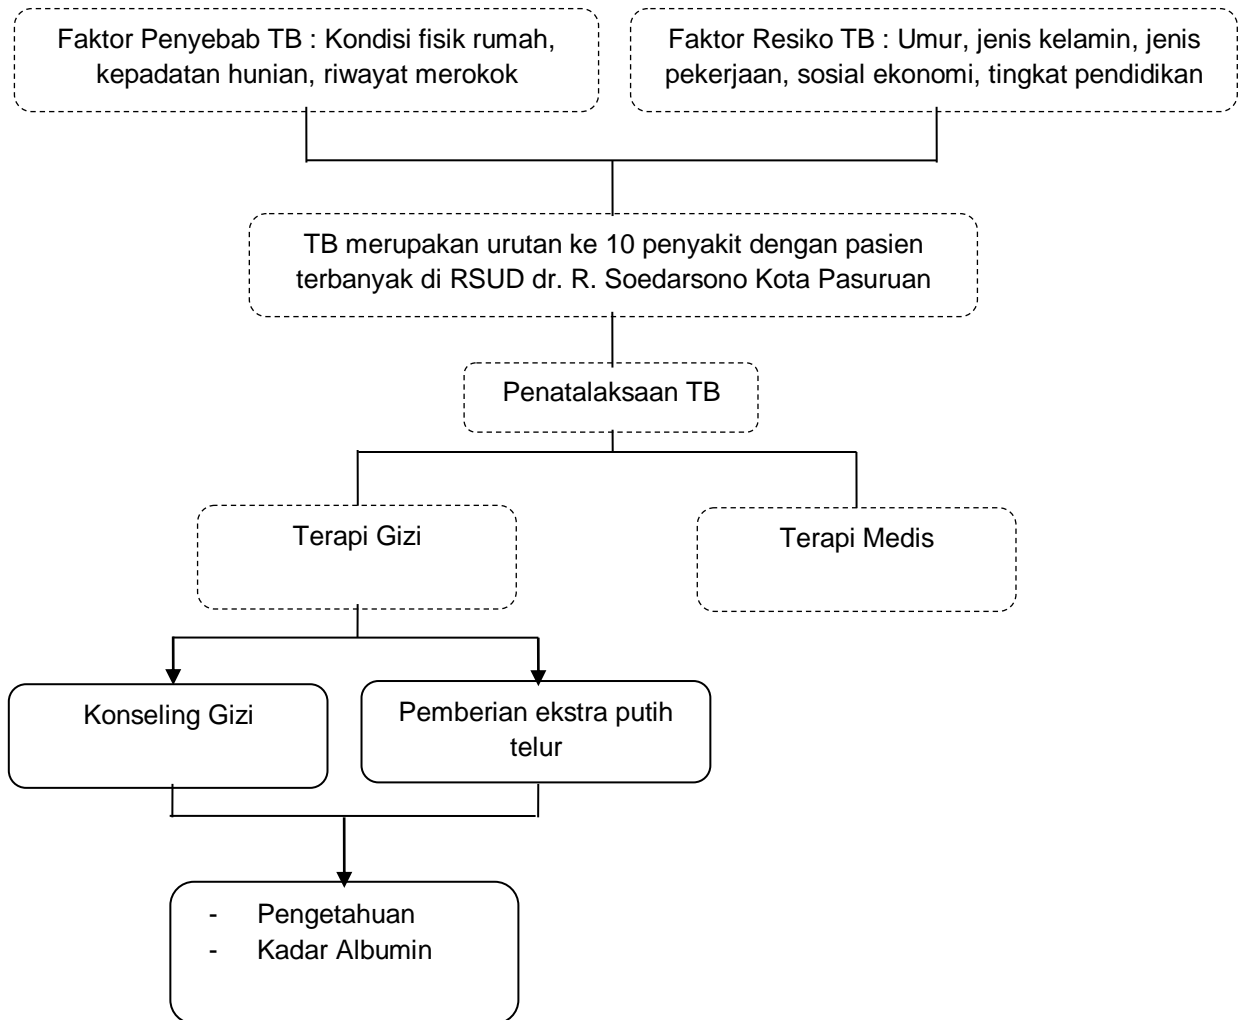 Faktor Penyebab TB : Kondisi fisik rumah,
kepadatan hunian, riwayat merokok
Faktor Resiko TB : Umur, jenis kelamin, jenis
pekerjaan, sosial ekonomi, tingkat pendidikan
TB merupakan urutan ke 10 penyakit dengan pasien
terbanyak di RSUD dr. R. Soedarsono Kota Pasuruan
Penatalaksaan TB
Terapi Gizi
Terapi Medis
Konseling Gizi
Pemberian ekstra putih
telur
- Pengetahuan
- Kadar Albumin